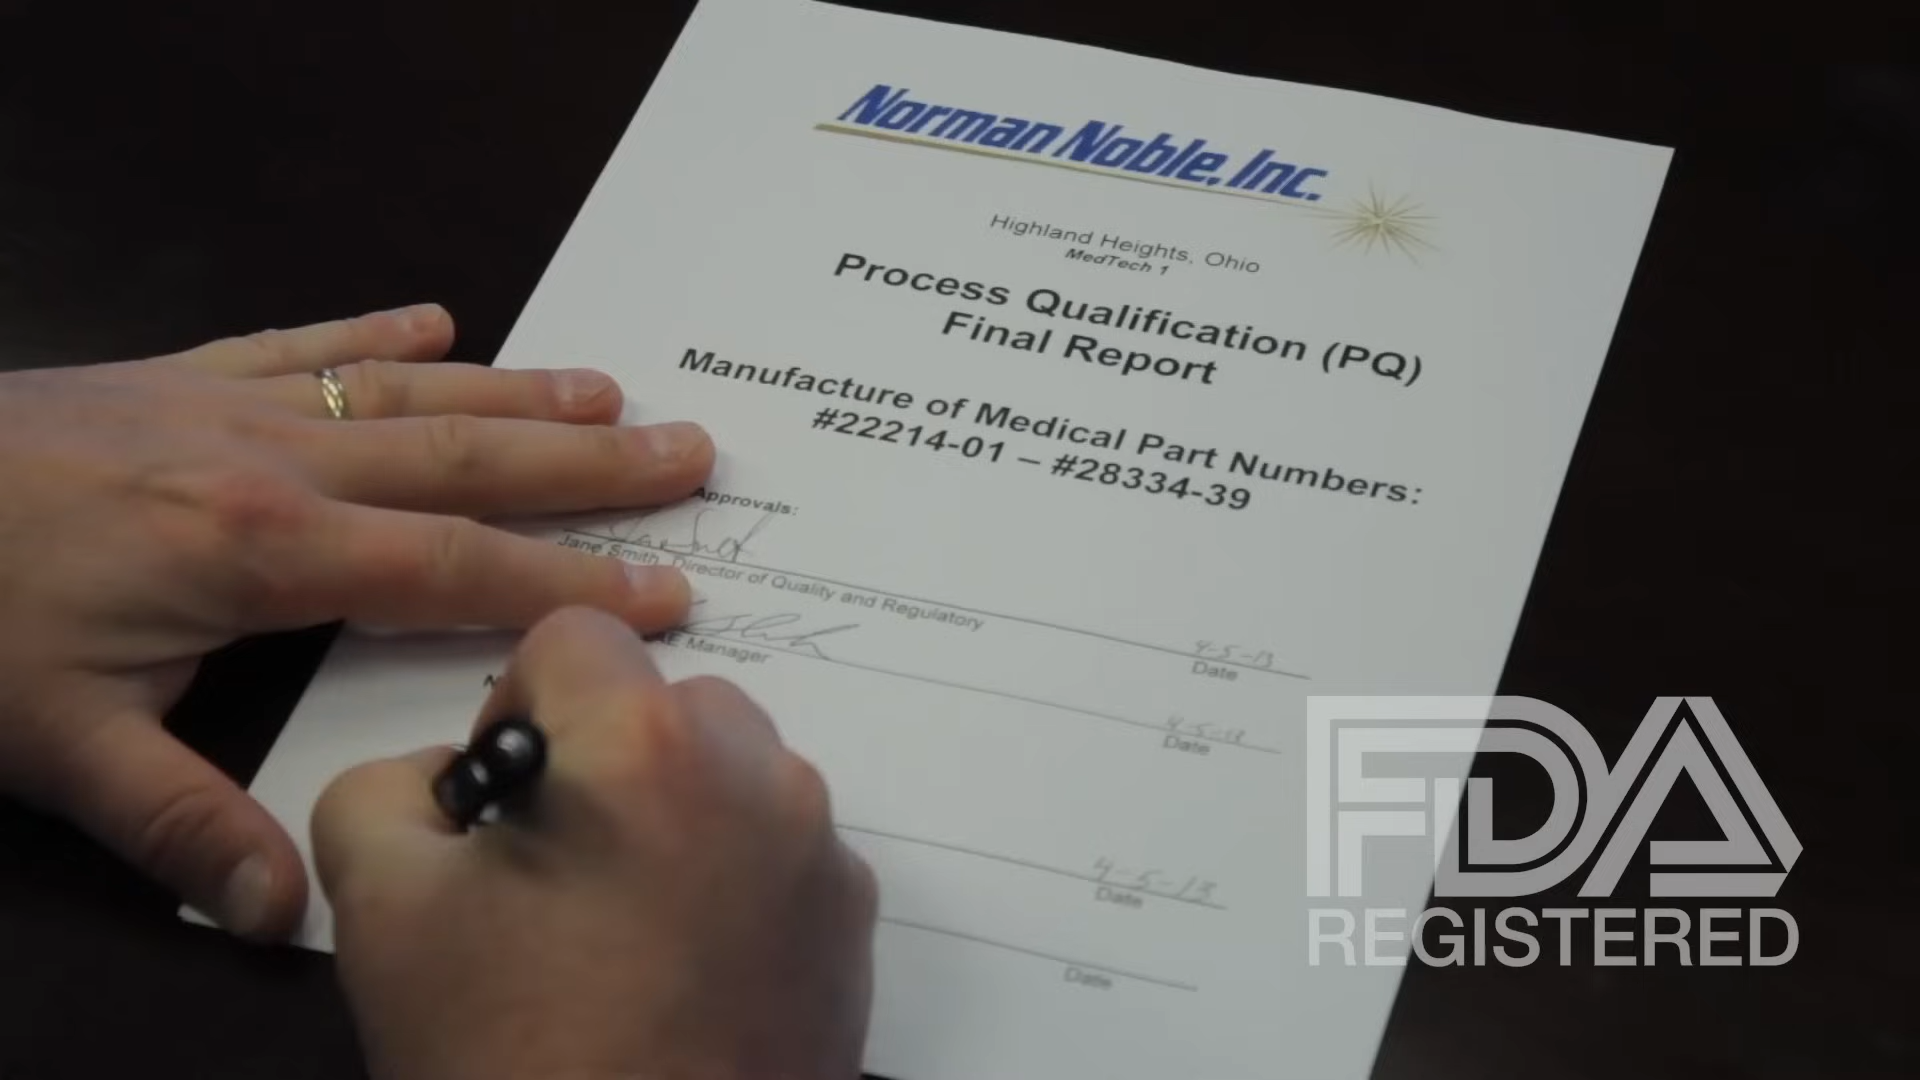 Norman Noble, Inc.
Highland Heights, Ohio
MedTech 1
Process Qualification (PQ)
Final Report
Manufacture of Medical Part Numbers:
#22214-01 – #28334-39
Approvals:
Jane Smith, Director of Quality and Regulatory
4-5-13
Date
Manager
4-5-13
Date
4-5-13
Date
Date
FDA
REGISTERED